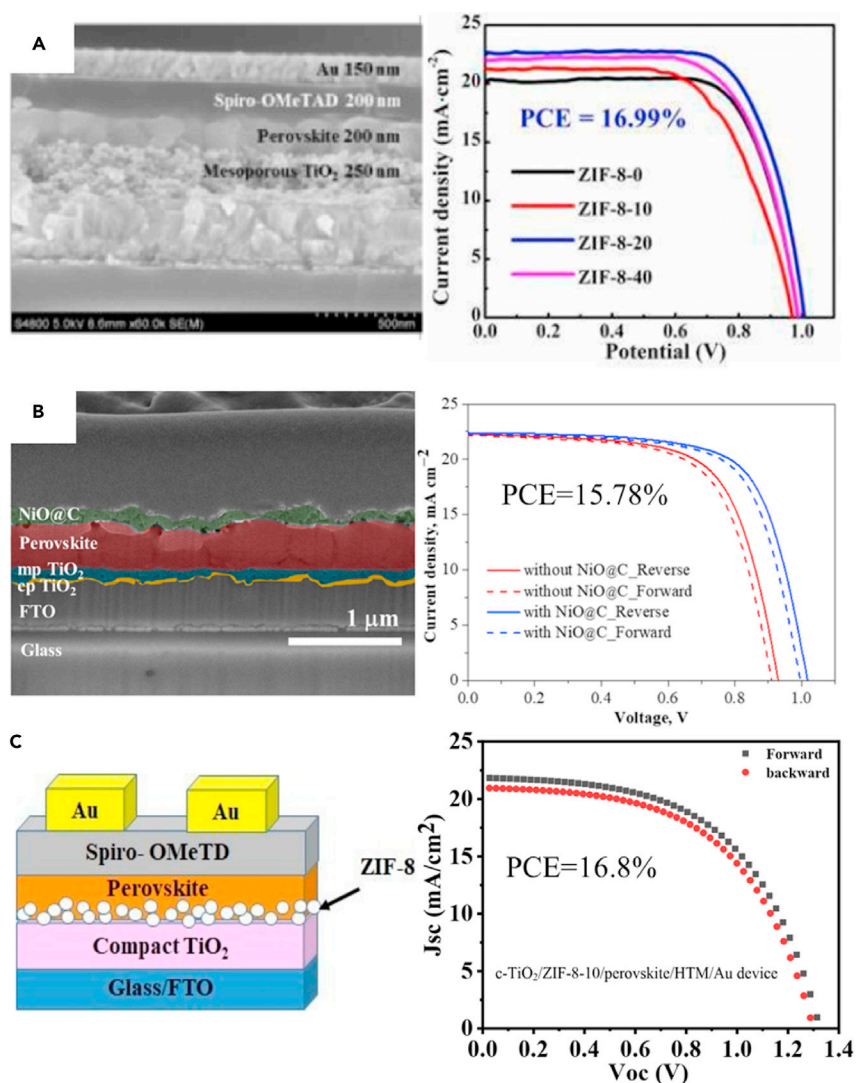 A
Au 150 nm
Spiro-OMeTAD 200 nm
Perovskite 200 nm
Mesoporous TiO₂ 250 nm
S4800 5.0kV 8.6mm x60.0k SE(M)
500nm
Current density (mA·cm⁻²)
25
20
15
10
5
0
PCE = 16.99%
ZIF-8-0
ZIF-8-10
ZIF-8-20
ZIF-8-40
0.0 0.2 0.4 0.6 0.8 1.0
Potential (V)
B
NiO@C
Perovskite
mp TiO₂
cp TiO₂
FTO
1 μm
Glass
Current density, mA cm⁻²
25
20
15
10
5
0
PCE=15.78%
without NiO@C_Reverse
without NiO@C_Forward
with NiO@C_Reverse
with NiO@C_Forward
0.0 0.2 0.4 0.6 0.8 1.0
Voltage, V
C
Au Au
Spiro- OMeTD
ZIF-8
Perovskite
Compact TiO₂
Glass/FTO
Jsc (mA/cm²)
25
20
15
10
5
0
Forward
backward
PCE=16.8%
c-TiO₂/ZIF-8-10/perovskite/HTM/Au device
0.0 0.2 0.4 0.6 0.8 1.0 1.2 1.4
Voc (V)